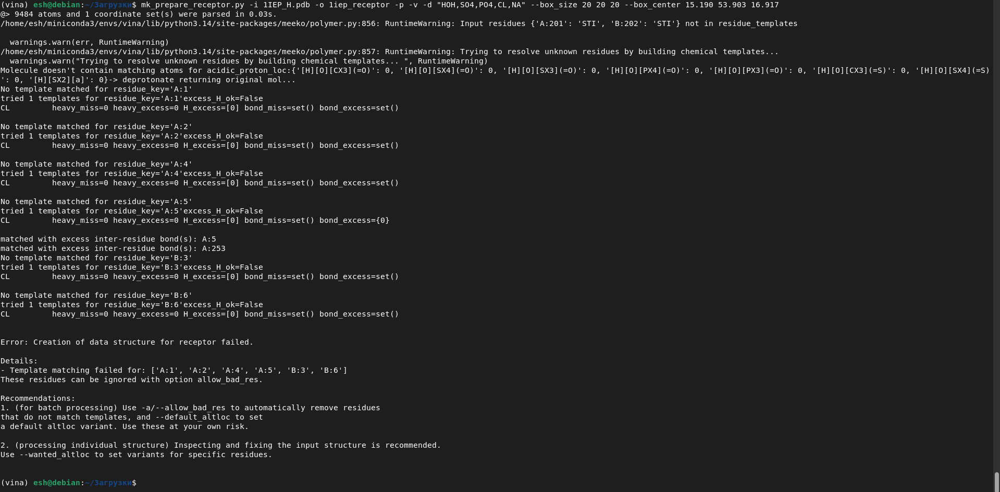 (vina) esh@debian:~/Загрузки$ mk_prepare_receptor.py -i 1IEP_H.pdb -o 1iep_receptor -p -v -d "HOH,SO4,PO4,CL,NA" --box_size 20 20 20 --box_center 15.190 53.903 16.917
@> 9484 atoms and 1 coordinate set(s) were parsed in 0.03s.
/home/esh/miniconda3/envs/vina/lib/python3.14/site-packages/meeko/polymer.py:856: RuntimeWarning: Input residues {'A:201': 'STI', 'B:202': 'STI'} not in residue_templates
  warnings.warn(err, RuntimeWarning)
/home/esh/miniconda3/envs/vina/lib/python3.14/site-packages/meeko/polymer.py:857: RuntimeWarning: Trying to resolve unknown residues by building chemical templates...
  warnings.warn("Trying to resolve unknown residues by building chemical templates... ", RuntimeWarning)
Molecule doesn't contain matching atoms for acidic_proton_loc:{'[H][O][CX3](=O)': 0, '[H][O][SX4](=O)': 0, '[H][O][SX3](=O)': 0, '[H][O][PX4](=O)': 0, '[H][O][PX3](=O)': 0, '[H][O][CX3](=S)': 0, '[H][O][SX4](=S)
': 0, '[H][SX2][a]': 0}-> deprotonate returning original mol...
No template matched for residue_key='A:1'
tried 1 templates for residue_key='A:1'excess_H_ok=False
CL         heavy_miss=0 heavy_excess=0 H_excess=[0] bond_miss=set() bond_excess=set()
No template matched for residue_key='A:2'
tried 1 templates for residue_key='A:2'excess_H_ok=False
CL         heavy_miss=0 heavy_excess=0 H_excess=[0] bond_miss=set() bond_excess=set()
No template matched for residue_key='A:4'
tried 1 templates for residue_key='A:4'excess_H_ok=False
CL         heavy_miss=0 heavy_excess=0 H_excess=[0] bond_miss=set() bond_excess=set()
No template matched for residue_key='A:5'
tried 1 templates for residue_key='A:5'excess_H_ok=False
CL         heavy_miss=0 heavy_excess=0 H_excess=[0] bond_miss=set() bond_excess={0}
matched with excess inter-residue bond(s): A:5
matched with excess inter-residue bond(s): A:253
No template matched for residue_key='B:3'
tried 1 templates for residue_key='B:3'excess_H_ok=False
CL         heavy_miss=0 heavy_excess=0 H_excess=[0] bond_miss=set() bond_excess=set()
No template matched for residue_key='B:6'
tried 1 templates for residue_key='B:6'excess_H_ok=False
CL         heavy_miss=0 heavy_excess=0 H_excess=[0] bond_miss=set() bond_excess=set()
Error: Creation of data structure for receptor failed.
Details:
- Template matching failed for: ['A:1', 'A:2', 'A:4', 'A:5', 'B:3', 'B:6']
These residues can be ignored with option allow_bad_res.
Recommendations:
1. (for batch processing) Use -a/--allow_bad_res to automatically remove residues
that do not match templates, and --default_altloc to set
a default altloc variant. Use these at your own risk.
2. (processing individual structure) Inspecting and fixing the input structure is recommended.
Use --wanted_altloc to set variants for specific residues.
(vina) esh@debian:~/Загрузки$